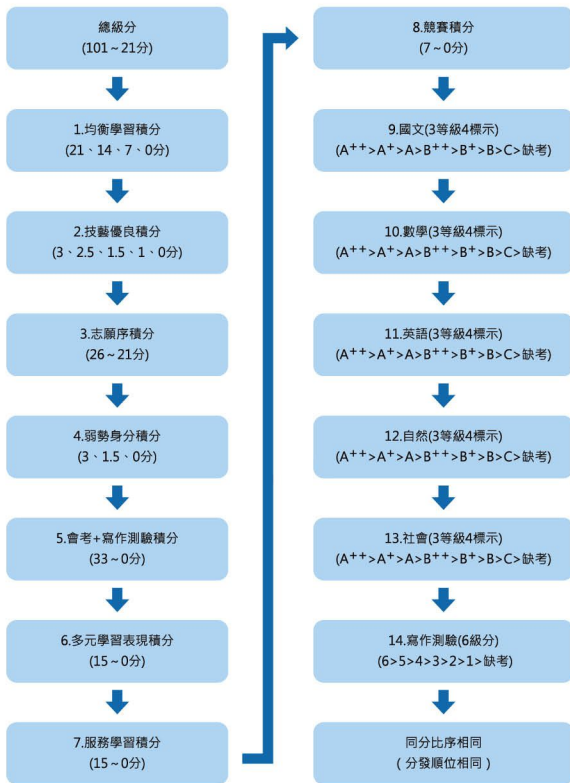 總級分
(101~21分)
1.均衡學習積分
(21、14、7、0分)
2.技藝優良積分
(3、2.5、1.5、1、0分)
3.志願序積分
(26~21分)
4.弱勢身分積分
(3、1.5、0分)
5.會考+寫作測驗積分
(33~0分)
6.多元學習表現積分
(15~0分)
7.服務學習積分
(15~0分)
8.競賽積分
(7~0分)
9.國文(3等級4標示)
(A⁺⁺>A⁺>A>B⁺⁺>B⁺>B>C>缺考)
10.數學(3等級4標示)
(A⁺⁺>A⁺>A>B⁺⁺>B⁺>B>C>缺考)
11.英語(3等級4標示)
(A⁺⁺>A⁺>A>B⁺⁺>B⁺>B>C>缺考)
12.自然(3等級4標示)
(A⁺⁺>A⁺>A>B⁺⁺>B⁺>B>C>缺考)
13.社會(3等級4標示)
(A⁺⁺>A⁺>A>B⁺⁺>B⁺>B>C>缺考)
14.寫作測驗(6級分)
(6>5>4>3>2>1>缺考)
同分比序相同
(分發順位相同)